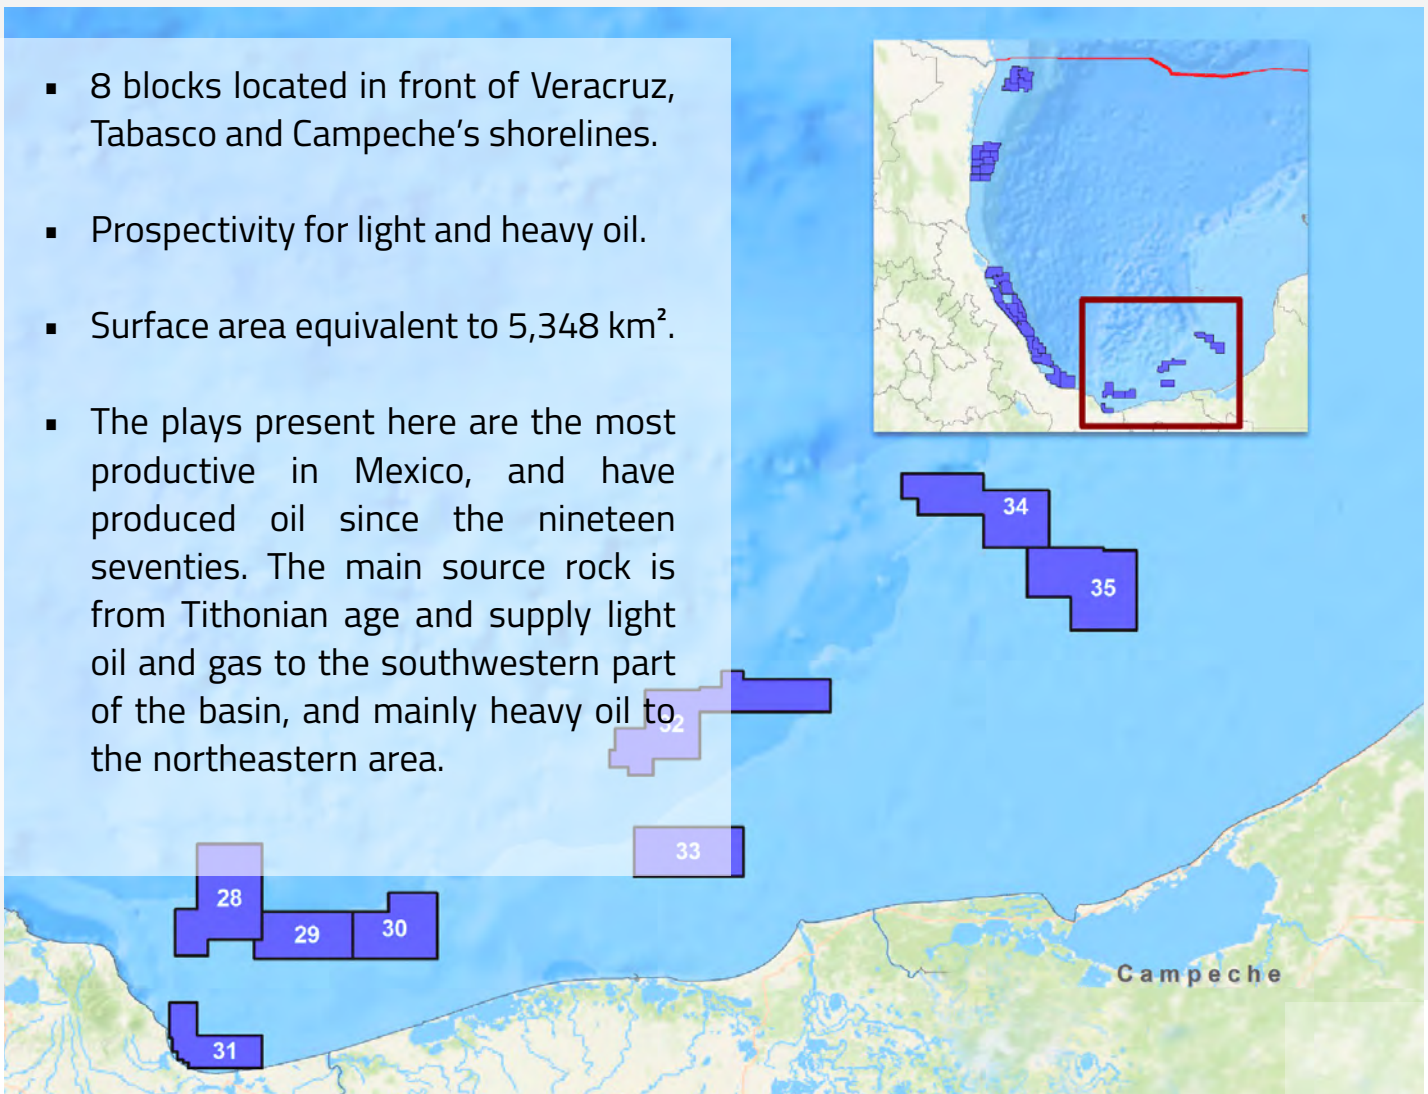 ▪ 8 blocks located in front of Veracruz,
Tabasco and Campeche's shorelines.
▪ Prospectivity for light and heavy oil.
▪ Surface area equivalent to 5,348 km².
▪ The plays present here are the most
productive in Mexico, and have
produced oil since the nineteen
seventies. The main source rock is
from Tithonian age and supply light
oil and gas to the southwestern part
of the basin, and mainly heavy oil to
the northeastern area.
34
35
32
33
28
29
30
31
Campeche